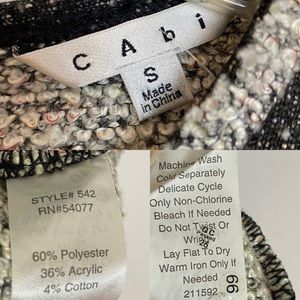 CAbi
S
Made
in China
STYLE# 542
RN#54077
60% Polyester
36% Acrylic
4% Cotton
Machine Wash
Cold Separately
Delicate Cycle
Only Non-Chlorine
Bleach If Needed
Do Not Twist Or
Wring
Lay Flat To Dry
Warm Iron Only If
Needed
211592
99